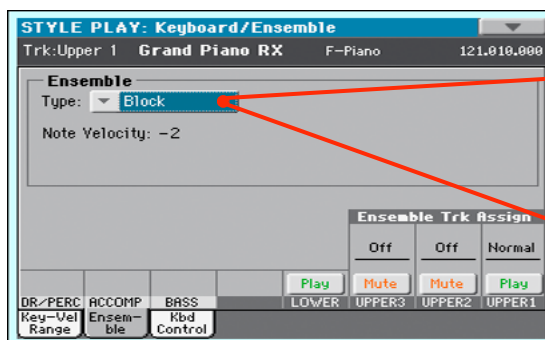 STYLE PLAY: Keyboard/Ensemble
Trk:Upper 1 Grand Piano RX F-Piano 121.010.000
Ensemble
Type: Block
Note Velocity: -2
Ensemble Trk Assign
Off Off Normal
Play Mute Mute Play
DR/PERC ACCOMP BASS LOWER UPPER3 UPPER2 UPPER1
Key-Vel Range Ensem-ble Kbd Control